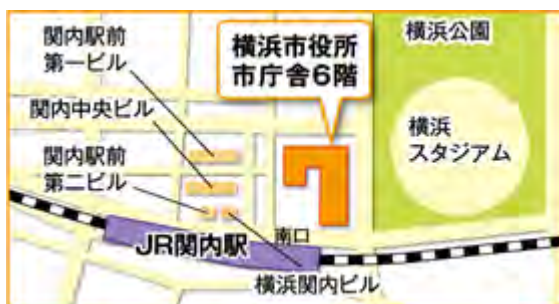 関内駅前
第一ビル
関内中央ビル
関内駅前
第二ビル
横浜市役所
市庁舎6階
横浜公園
横浜
スタジアム
南口
JR関内駅
横浜関内ビル